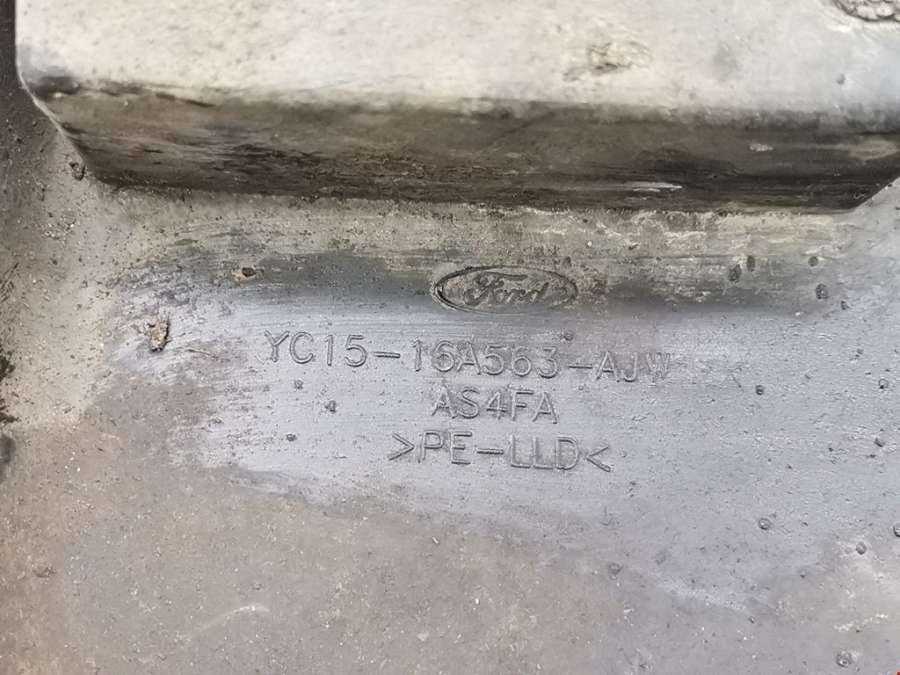 Ford
YC15-16A563-AJW
AS4FA
>PE-LLD<